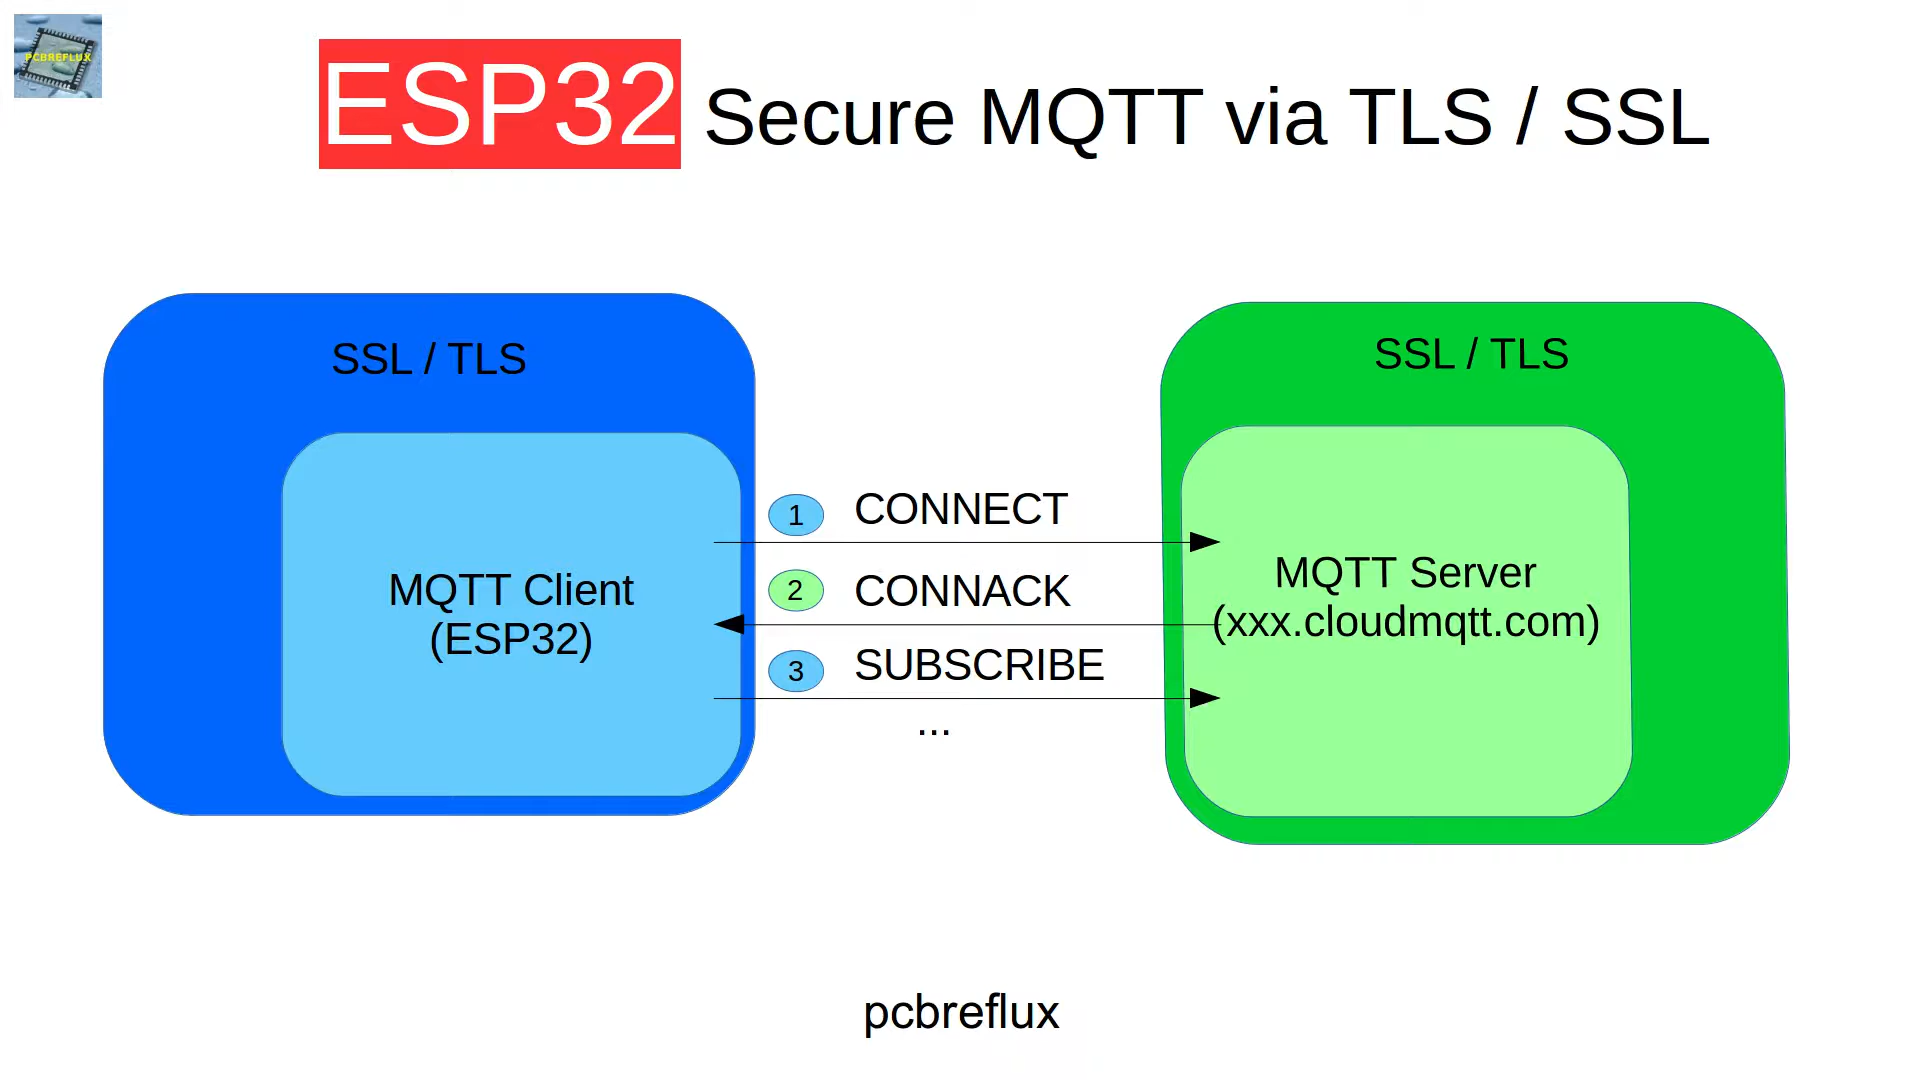 PCBREFLUX
ESP32 Secure MQTT via TLS / SSL
SSL / TLS
MQTT Client
(ESP32)
1 CONNECT
2 CONNACK
3 SUBSCRIBE
...
SSL / TLS
MQTT Server
(xxx.cloudmqtt.com)
pcbreflux